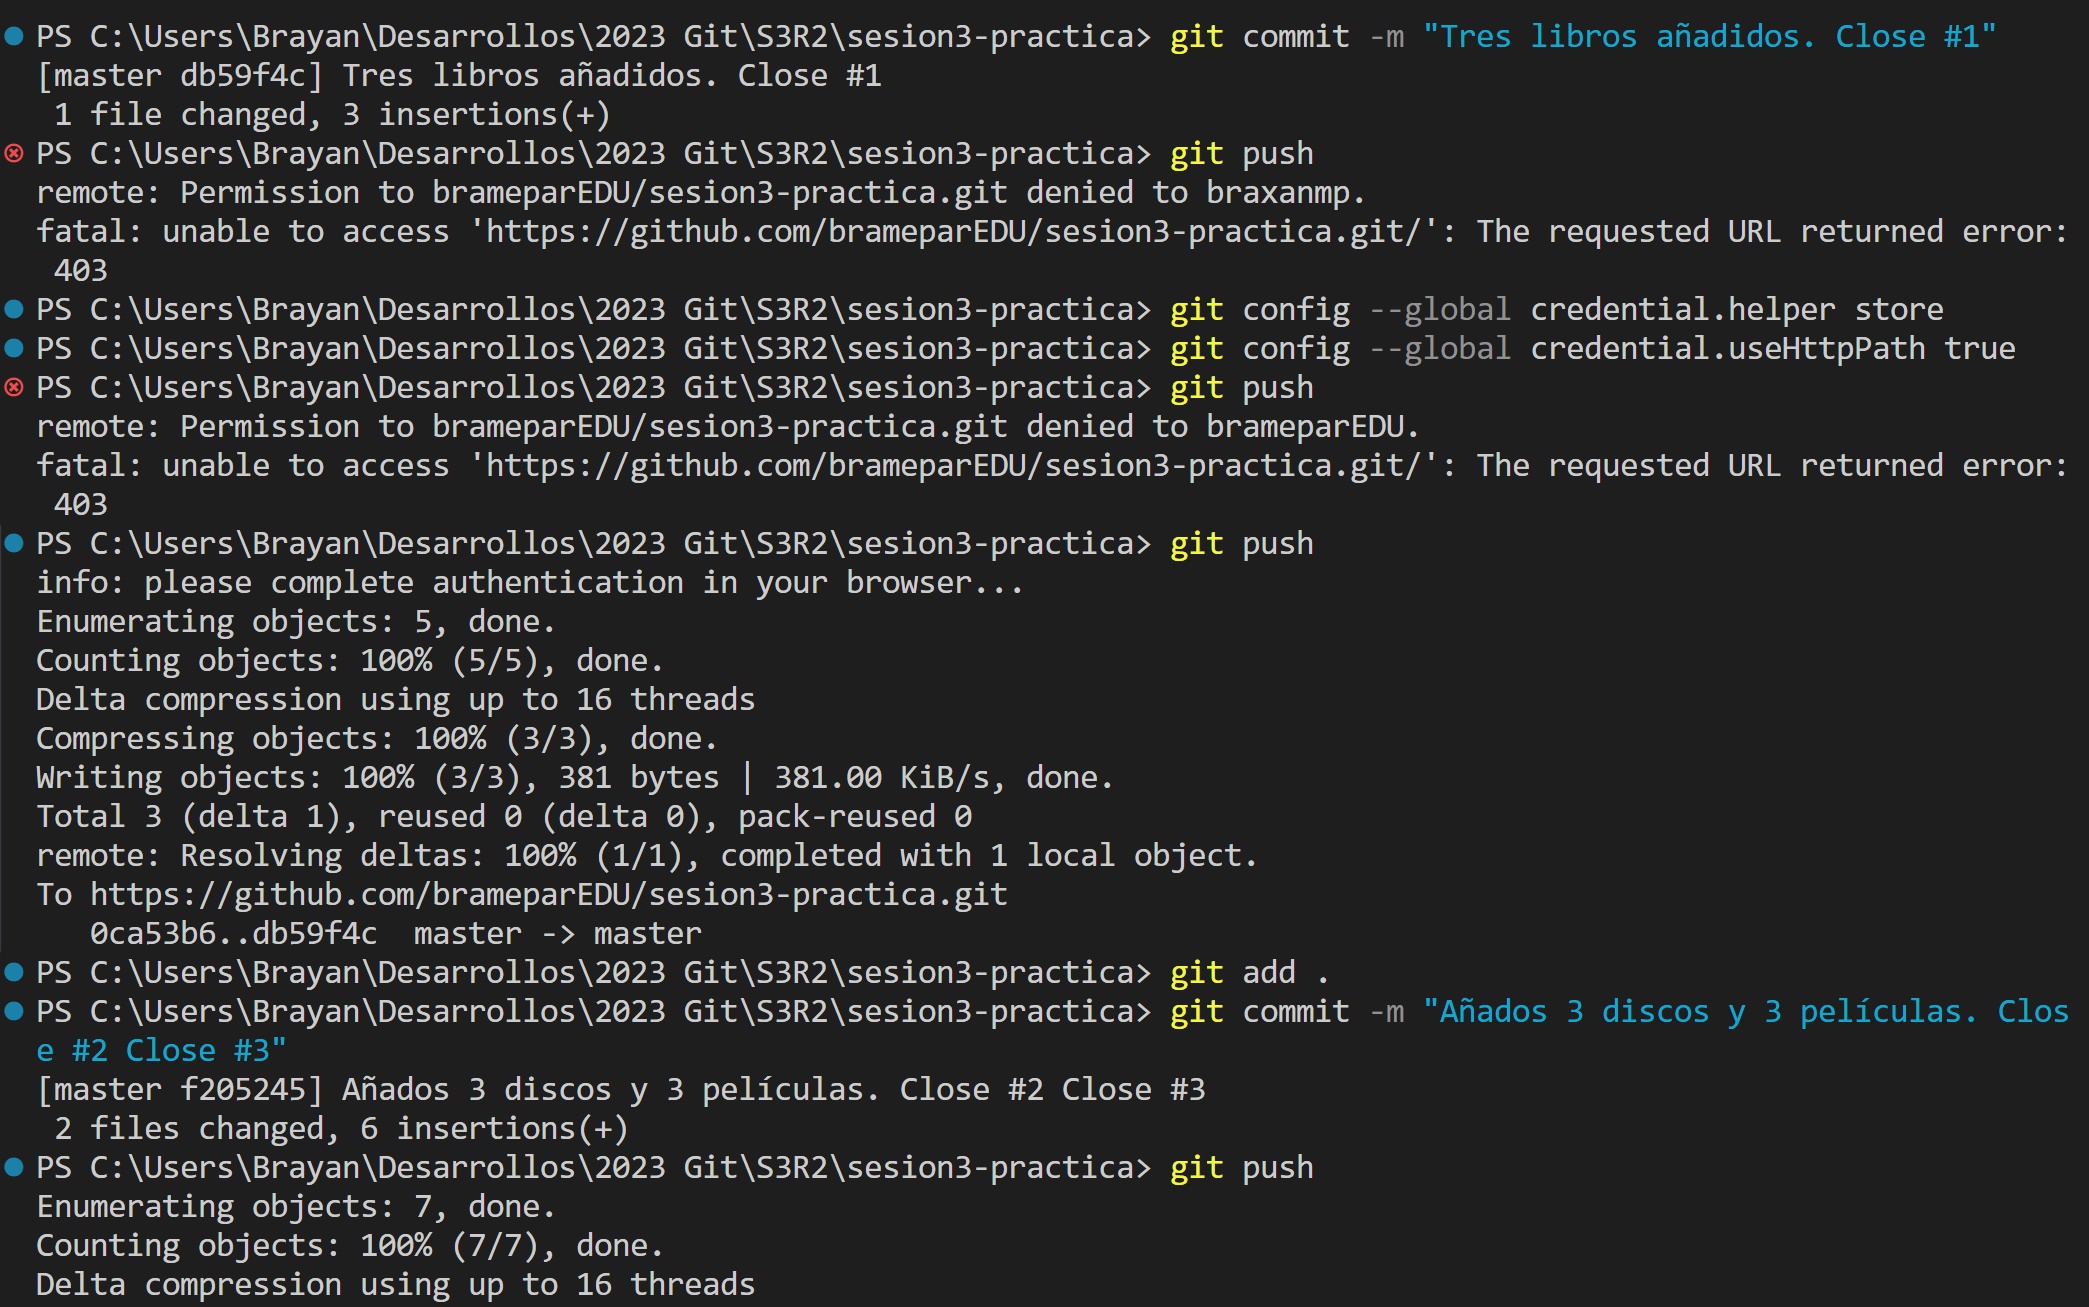 PS C:\Users\Brayan\Desarrollos\2023 Git\S3R2\sesion3-practica> git commit -m "Tres libros añadidos. Close #1"
[master db59f4c] Tres libros añadidos. Close #1
 1 file changed, 3 insertions(+)
PS C:\Users\Brayan\Desarrollos\2023 Git\S3R2\sesion3-practica> git push
remote: Permission to brameparEDU/sesion3-practica.git denied to braxanmp.
fatal: unable to access 'https://github.com/brameparEDU/sesion3-practica.git/': The requested URL returned error:
 403
PS C:\Users\Brayan\Desarrollos\2023 Git\S3R2\sesion3-practica> git config --global credential.helper store
PS C:\Users\Brayan\Desarrollos\2023 Git\S3R2\sesion3-practica> git config --global credential.useHttpPath true
PS C:\Users\Brayan\Desarrollos\2023 Git\S3R2\sesion3-practica> git push
remote: Permission to brameparEDU/sesion3-practica.git denied to brameparEDU.
fatal: unable to access 'https://github.com/brameparEDU/sesion3-practica.git/': The requested URL returned error:
 403
PS C:\Users\Brayan\Desarrollos\2023 Git\S3R2\sesion3-practica> git push
info: please complete authentication in your browser...
Enumerating objects: 5, done.
Counting objects: 100% (5/5), done.
Delta compression using up to 16 threads
Compressing objects: 100% (3/3), done.
Writing objects: 100% (3/3), 381 bytes | 381.00 KiB/s, done.
Total 3 (delta 1), reused 0 (delta 0), pack-reused 0
remote: Resolving deltas: 100% (1/1), completed with 1 local object.
To https://github.com/brameparEDU/sesion3-practica.git
   0ca53b6..db59f4c  master -> master
PS C:\Users\Brayan\Desarrollos\2023 Git\S3R2\sesion3-practica> git add .
PS C:\Users\Brayan\Desarrollos\2023 Git\S3R2\sesion3-practica> git commit -m "Añados 3 discos y 3 películas. Clos
e #2 Close #3"
[master f205245] Añados 3 discos y 3 películas. Close #2 Close #3
 2 files changed, 6 insertions(+)
PS C:\Users\Brayan\Desarrollos\2023 Git\S3R2\sesion3-practica> git push
Enumerating objects: 7, done.
Counting objects: 100% (7/7), done.
Delta compression using up to 16 threads